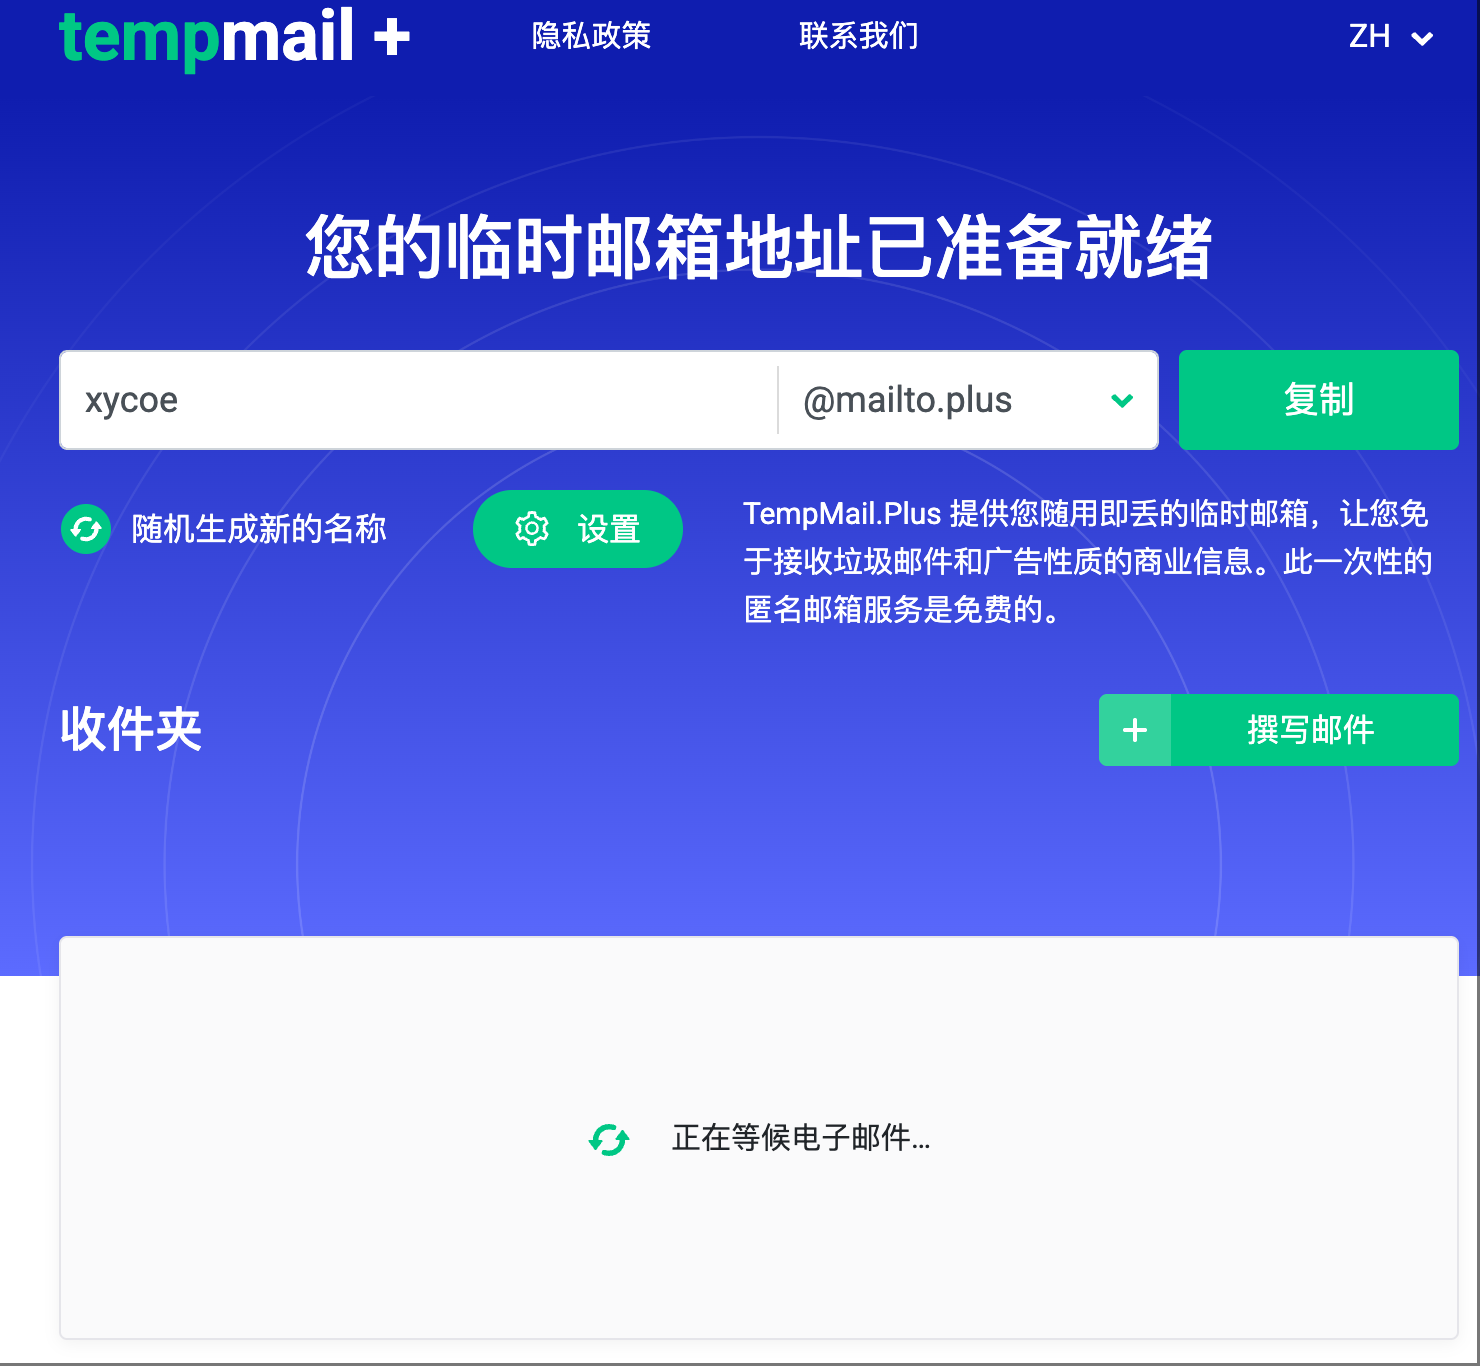 tempmail +
隐私政策
联系我们
ZH
您的临时邮箱地址已准备就绪
xycoe
@mailto.plus
复制
随机生成新的名称
设置
TempMail.Plus 提供您随用即丢的临时邮箱，让您免
于接收垃圾邮件和广告性质的商业信息。此一次性的
匿名邮箱服务是免费的。
收件夹
+ 撰写邮件
正在等候电子邮件...